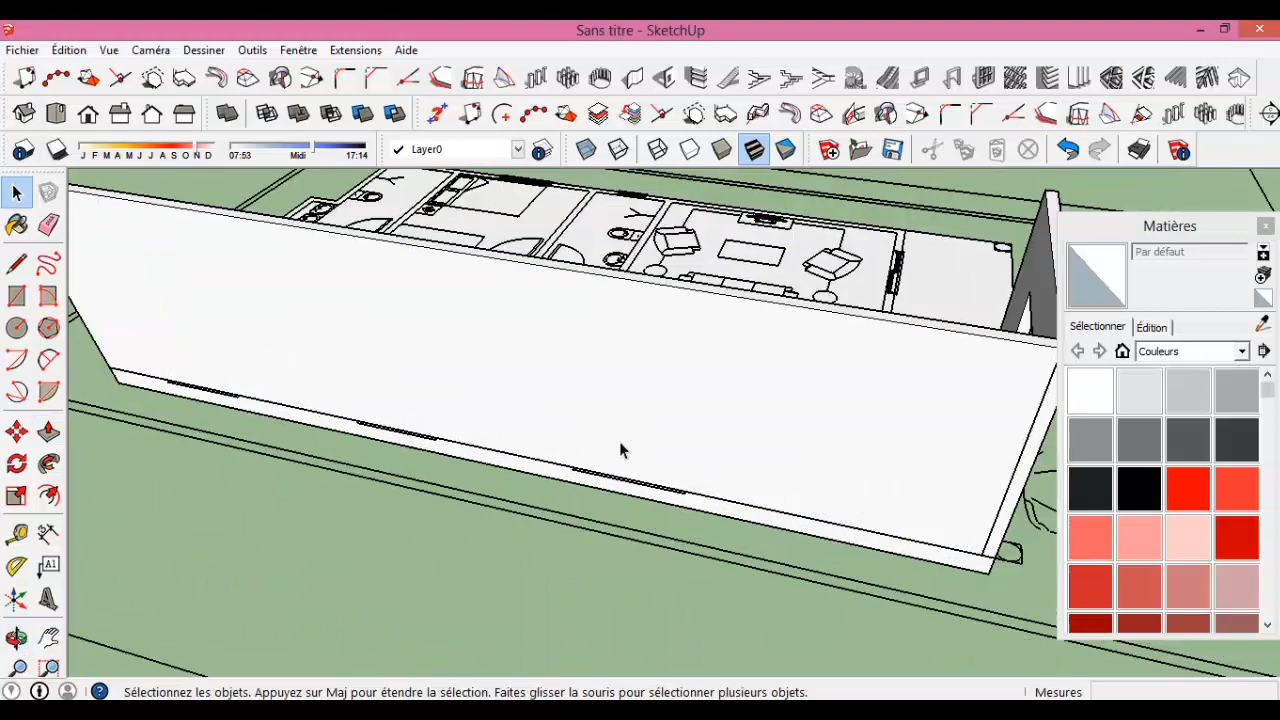 Sans titre - SketchUp
Fichier Édition Vue Caméra Dessiner Outils Fenêtre Extensions Aide
J F M A M J J A S O N D
07:53 Midi 17:14
Layer0
Matières
Par défaut
Sélectionner Édition
Couleurs
A1
Sélectionnez les objets. Appuyez sur Maj pour étendre la sélection. Faites glisser la souris pour sélectionner plusieurs objets.
Mesures